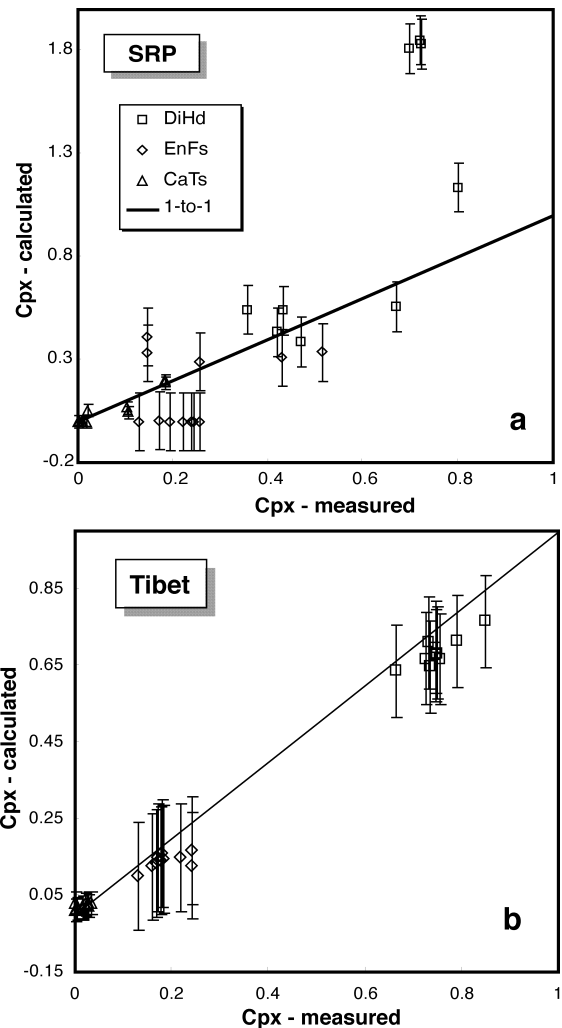 SRP
DiHd
EnFs
CaTs
1-to-1
1.8
1.3
0.8
0.3
-0.2
Cpx - calculated
0 0.2 0.4 0.6 0.8 1
Cpx - measured
a
Tibet
0.85
0.65
0.45
0.25
0.05
-0.15
Cpx - calculated
0 0.2 0.4 0.6 0.8 1
Cpx - measured
b